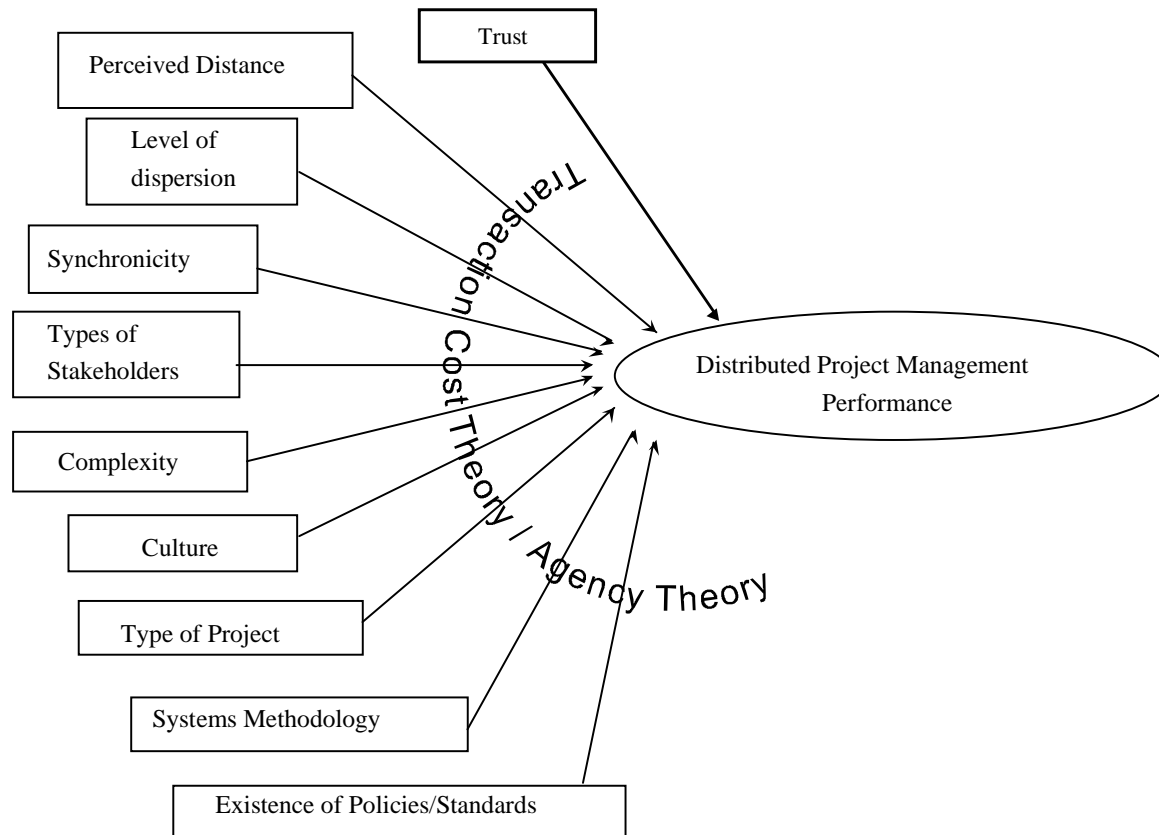 Trust
Perceived Distance
Level of
dispersion
Synchronicity
Types of
Stakeholders
Complexity
Culture
Type of Project
Systems Methodology
Existence of Policies/Standards
Transaction Cost Theory / Agency Theory
Distributed Project Management
Performance